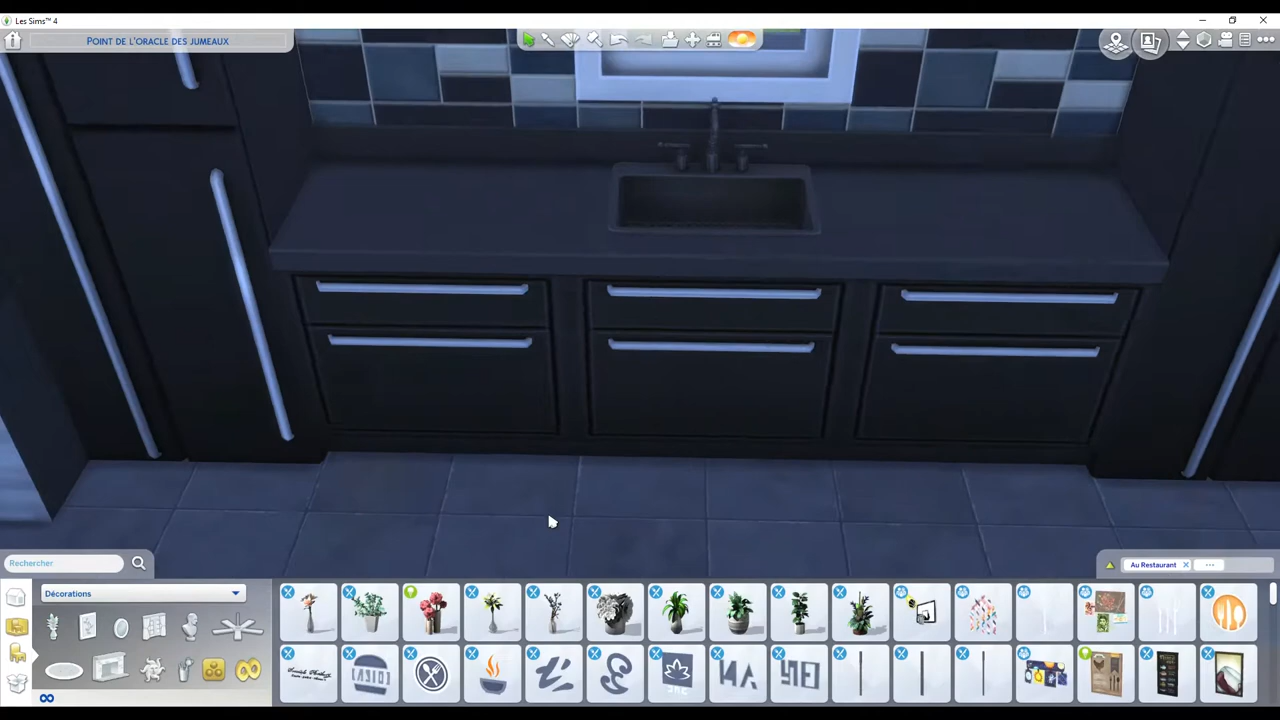 Les Sims™ 4
POINT DE L'ORACLE DES JUMEAUX
Rechercher
Au Restaurant
Décorations